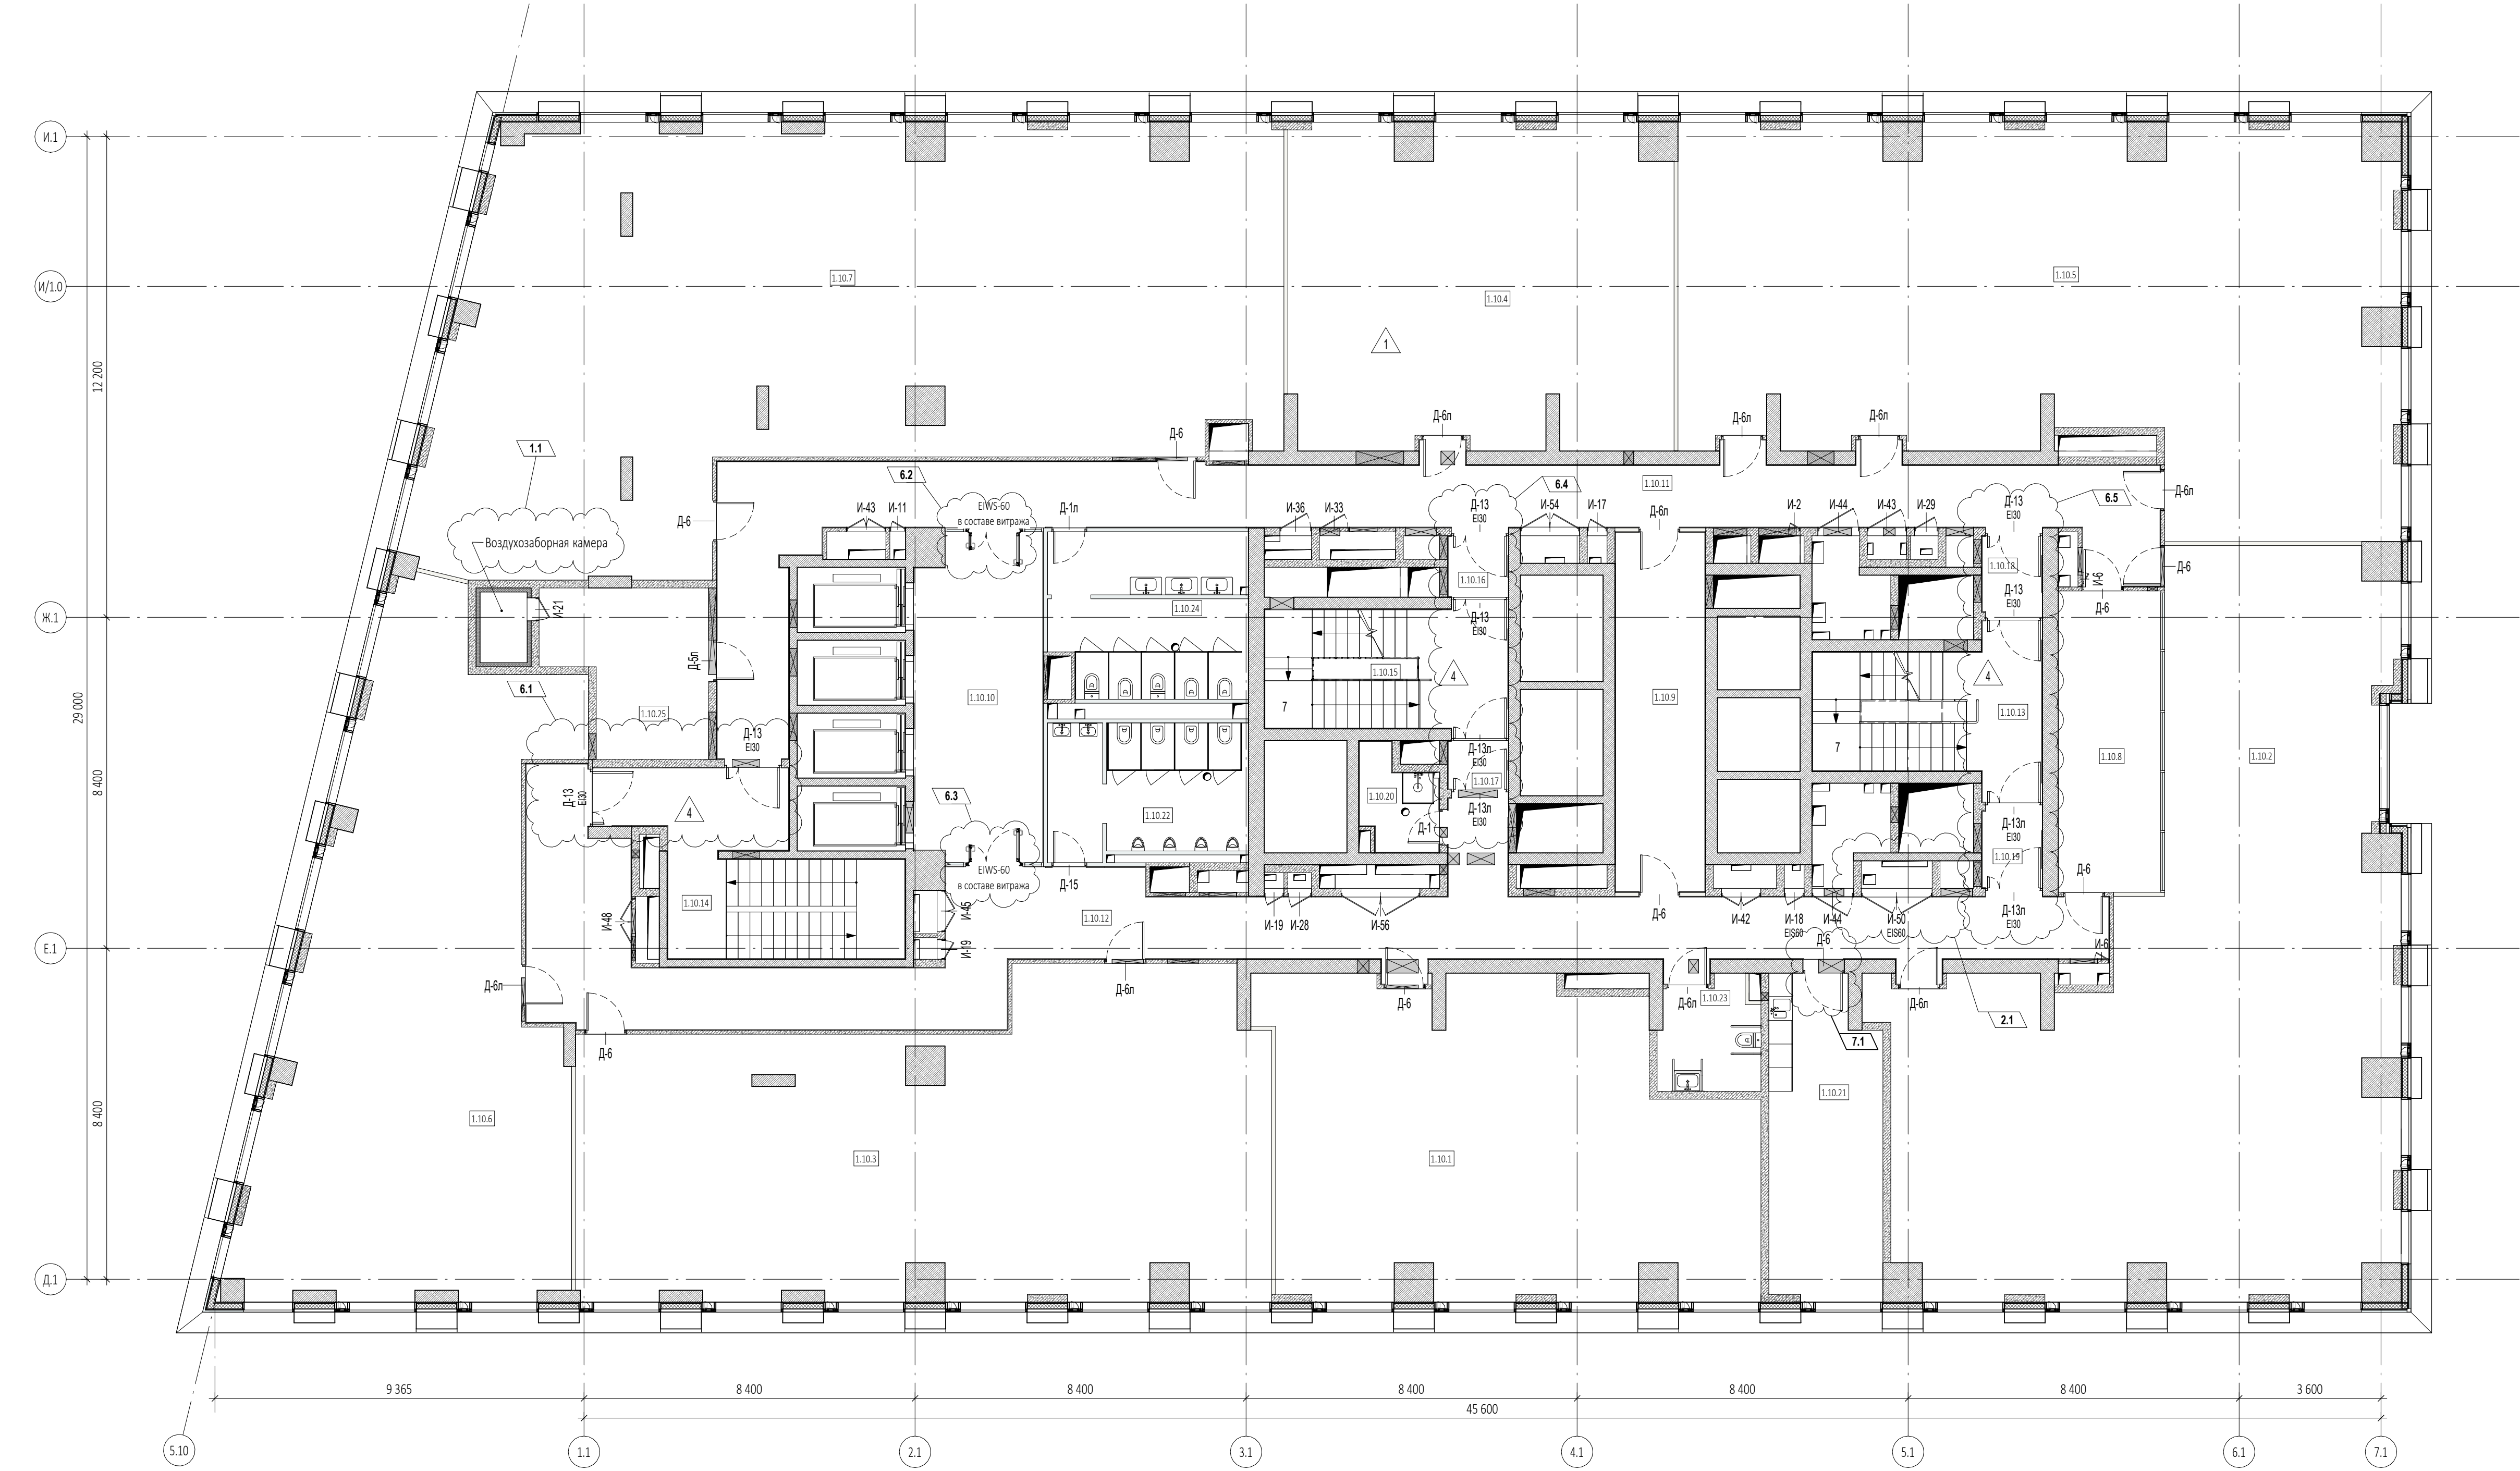 И.1
И/1.0
1.10.7
1.10.5
1.10.4
1
12 200
Д-6л
Д-6л
Д-6л
Д-6
1.1
6.2
6.4
1.10.11
6.5
Д-6л
EIWS-60
в составе витража
И-43
И-11
Д-1л
И-36
И-33
Д-13
EI30
И-54
И-17
Д-6л
И-2
И-44
И-43
И-29
Д-13
EI30
Д-6
Воздухозаборная камера
1.10.16
1.10.18
Д-6
И-6
И-21
1.10.24
Д-13
EI30
Д-13
EI30
Д-6
Ж.1
Д-5л
6.1
1.10.15
4
4
1.10.10
1.10.9
29 000
1.10.25
7
1.10.13
Д-13
EI30
7
Д-13л
EI30
1.10.8
1.10.2
8 400
1.10.17
Д-13
EI30
6.3
1.10.20
4
1.10.22
Д-13л
EI30
Д-1
Д-13л
EI30
1.10.19
EIWS-60
в составе витража
Д-15
Д-6
1.10.14
И-48
И-45
1.10.12
И-19
И-28
И-56
Д-6
И-42
И-18
EIS60
И-44
И-50
EIS60
Д-13л
EI30
И-19
Д-6
И-6
Е.1
Д-6л
Д-6л
Д-6
Д-6л
1.10.23
Д-6л
2.1
7.1
Д-6
1.10.21
8 400
1.10.6
1.10.3
1.10.1
Д.1
9 365
8 400
8 400
8 400
8 400
8 400
3 600
45 600
5.10
1.1
2.1
3.1
4.1
5.1
6.1
7.1